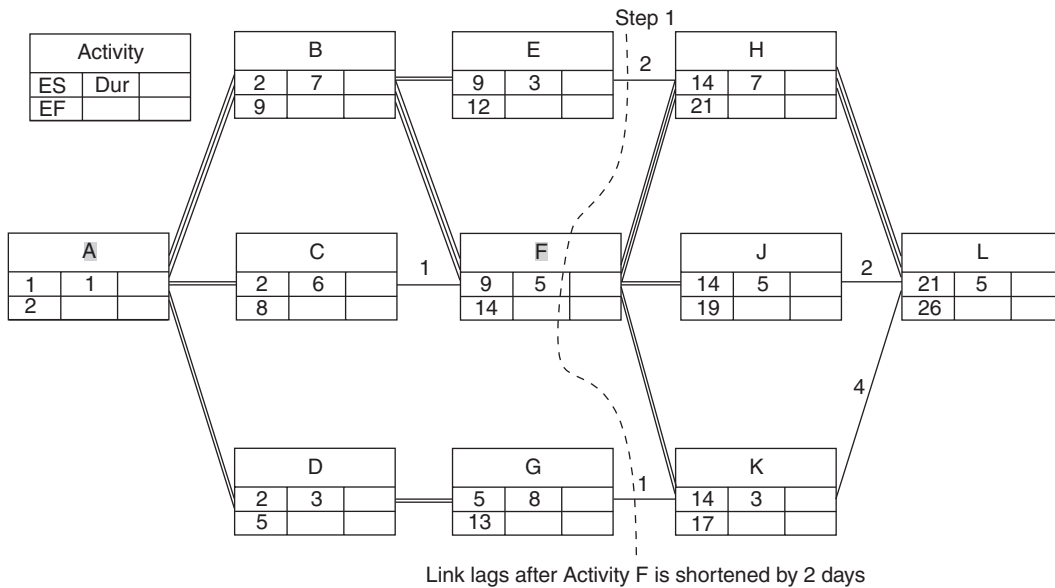 Step 1
Activity
ES Dur
EF
B
2 7
9
E
9 3
12
2
H
14 7
21
A
1 1
2
C
2 6
8
1
F
9 5
14
J
14 5
19
2
L
21 5
26
4
D
2 3
5
G
5 8
13
1
K
14 3
17
Link lags after Activity F is shortened by 2 days